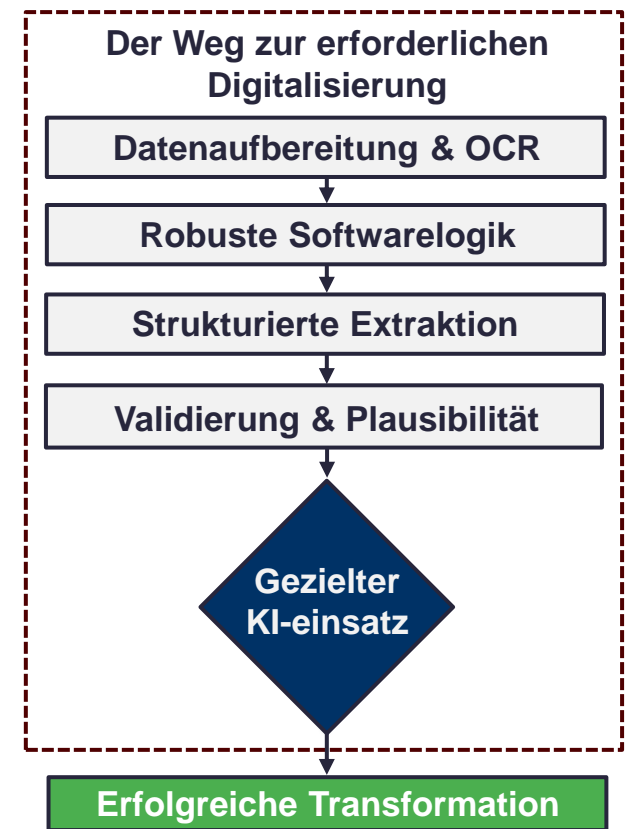 Der Weg zur erforderlichen
Digitalisierung
Datenaufbereitung & OCR
Robuste Softwarelogik
Strukturierte Extraktion
Validierung & Plausibilität
Gezielter
KI-einsatz
Erfolgreiche Transformation